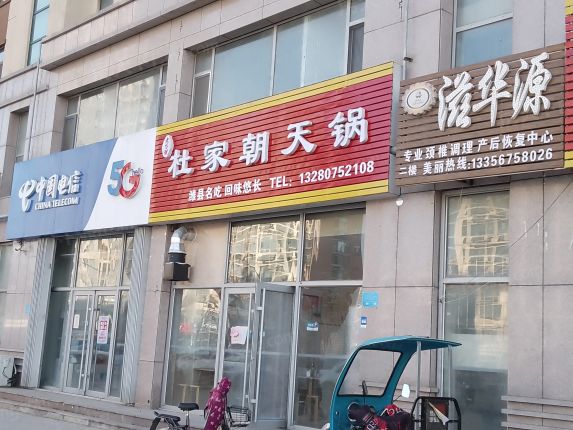 中国电信
CHINA TELECOM
5G
杜家朝天锅
潍县名吃 回味悠长 TEL: 13280752108
滋华源
专业颈椎调理 产后恢复中心
二楼 美丽热线:13356758026